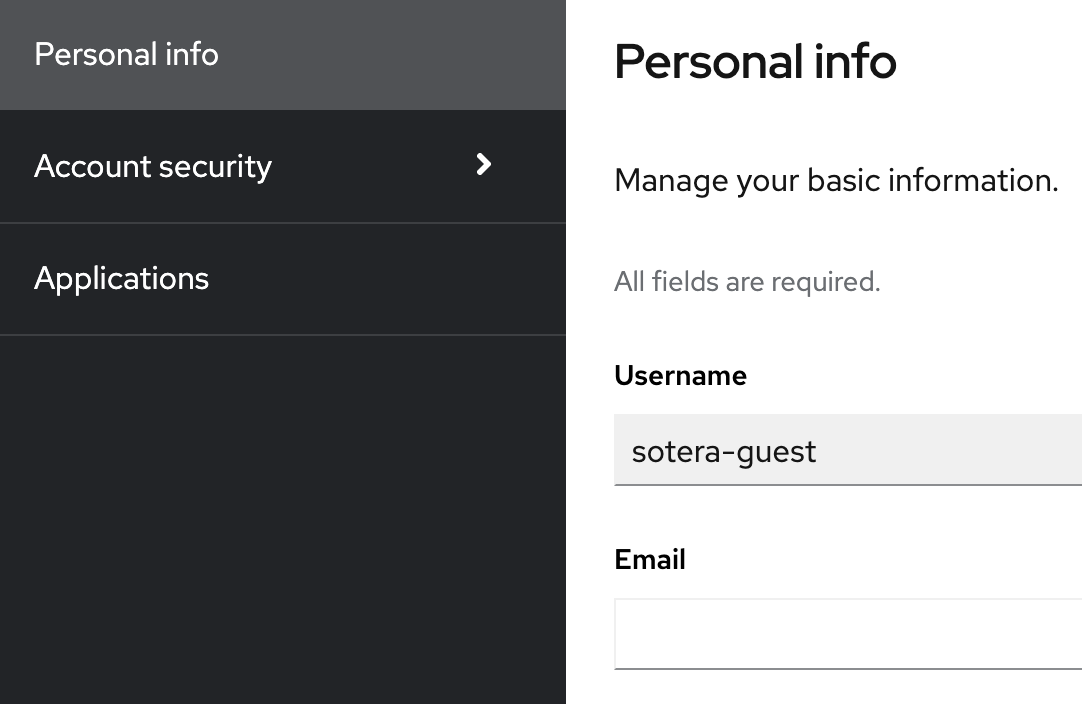 Personal info
Account security
Applications
Personal info
Manage your basic information.
All fields are required.
Username
sotera-guest
Email